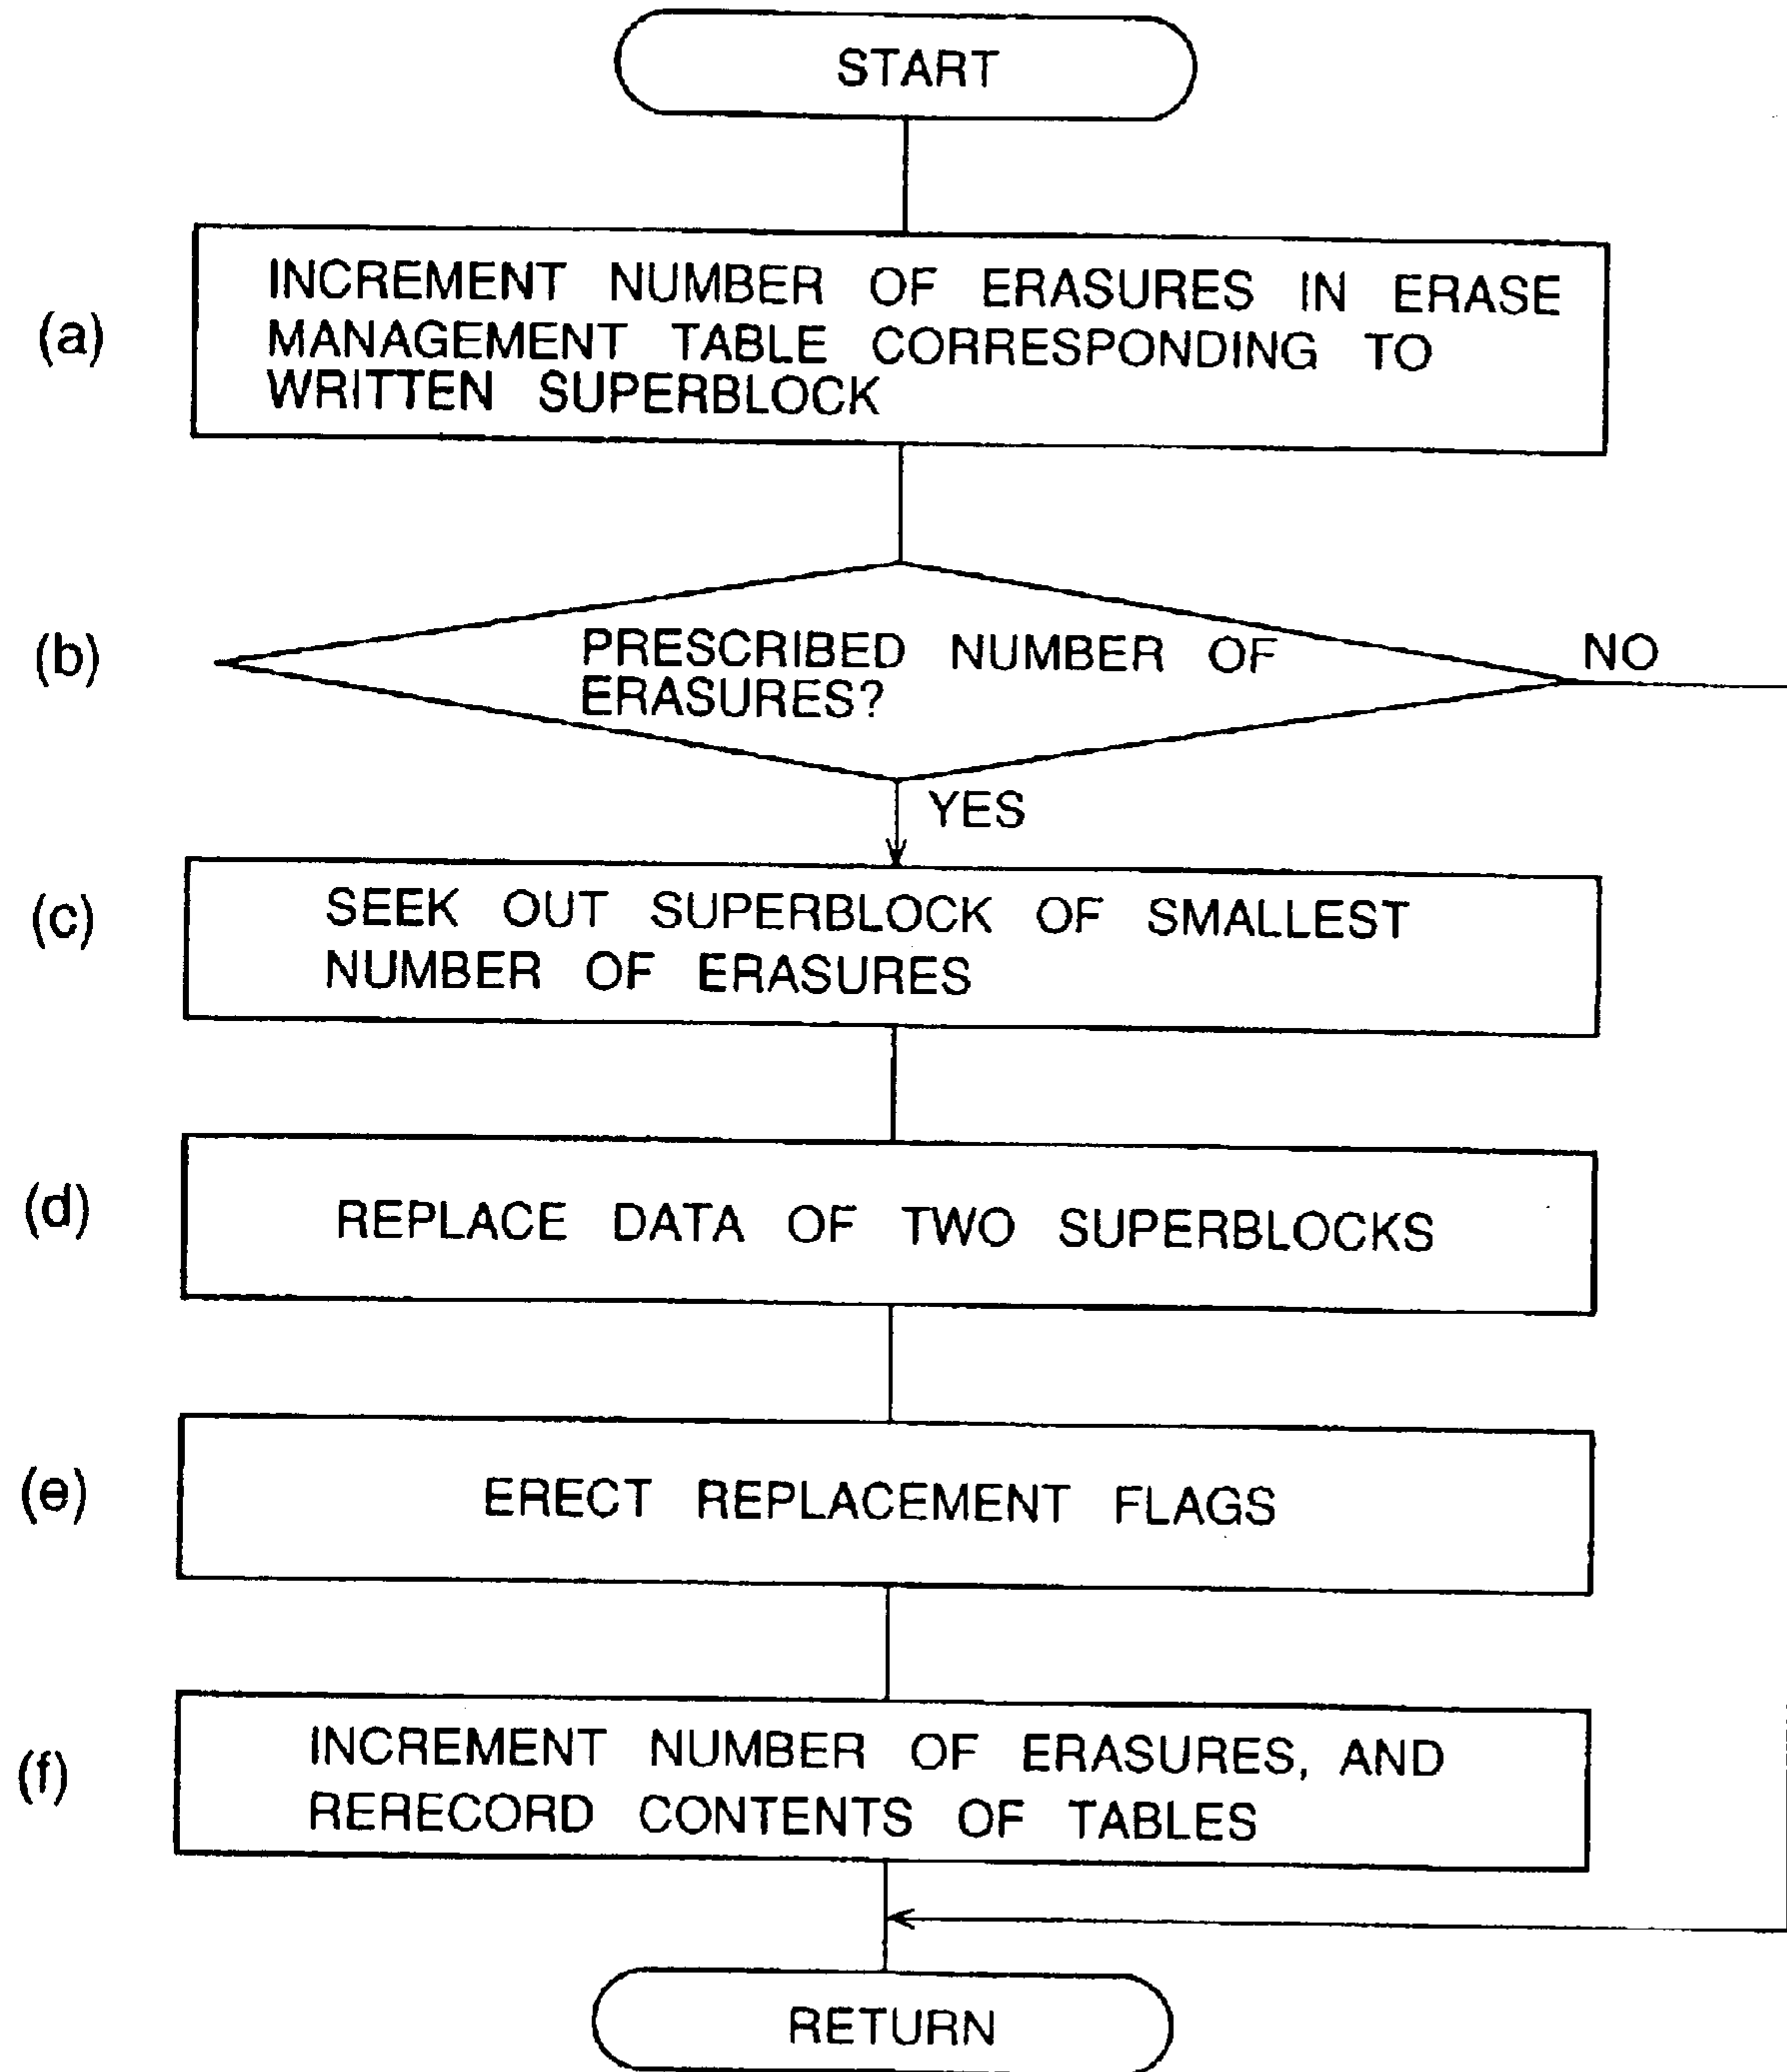 START
(a)
INCREMENT NUMBER OF ERASURES IN ERASE
MANAGEMENT TABLE CORRESPONDING TO
WRITTEN SUPERBLOCK
(b)
PRESCRIBED NUMBER OF
ERASURES?
NO
YES
(c)
SEEK OUT SUPERBLOCK OF SMALLEST
NUMBER OF ERASURES
(d)
REPLACE DATA OF TWO SUPERBLOCKS
(e)
ERECT REPLACEMENT FLAGS
(f)
INCREMENT NUMBER OF ERASURES, AND
RERECORD CONTENTS OF TABLES
RETURN